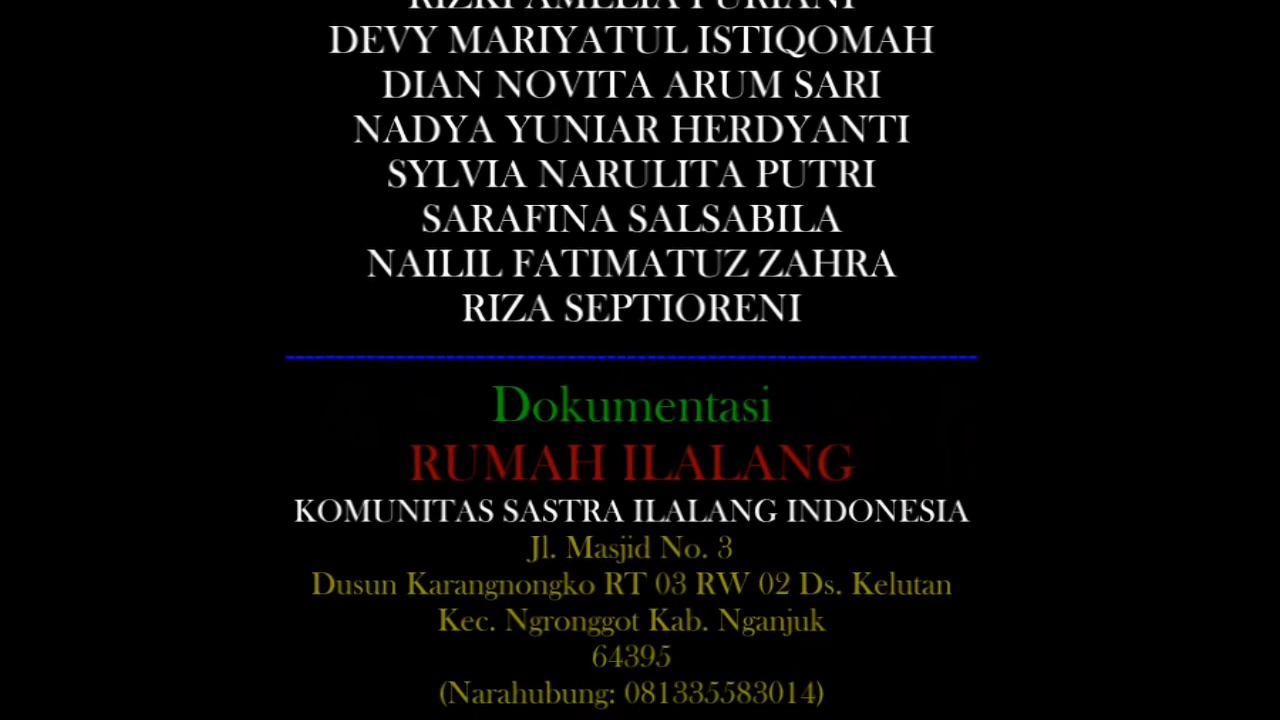 RIZKI AMELIA
DEVY MARIYATUL ISTIQOMAH
DIAN NOVITA ARUM SARI
NADYA YUNIAR HERDYANTI
SYLVIA NARULITA PUTRI
SARAFINA SALSABILA
NAILIL FATIMATUZ ZAHRA
RIZA SEPTIORENI
Dokumentasi
RUMAH ILALANG
KOMUNITAS SASTRA ILALANG INDONESIA
Jl. Masjid No. 3
Dusun Karangnongko RT 03 RW 02 Ds. Kelutan
Kec. Ngronggot Kab. Nganjuk
64395
(Narahubung: 081335583014)